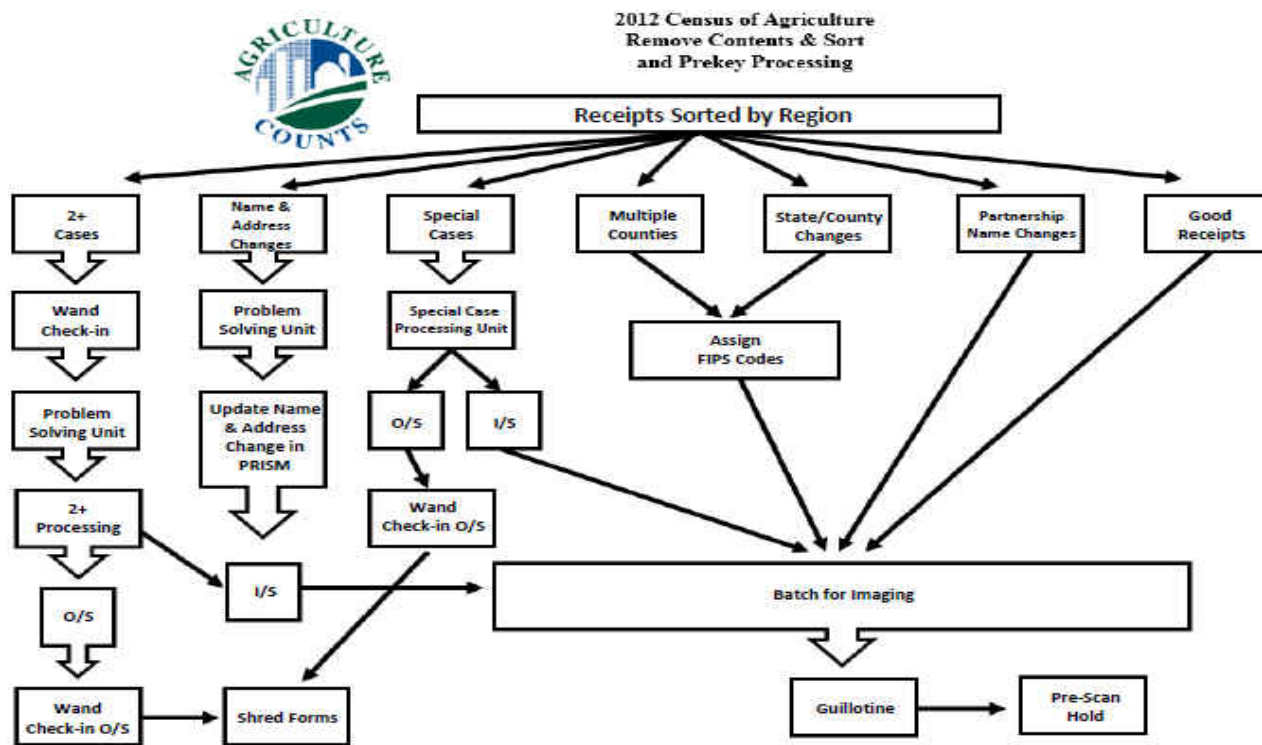 AGRICULTURE
COUNTS
2012 Census of Agriculture
Remove Contents & Sort
and Prekey Processing
Receipts Sorted by Region
2+
Cases
Name &
Address
Changes
Special
Cases
Multiple
Counties
State/County
Changes
Partnership
Name Changes
Good
Receipts
Wand
Check-in
Problem
Solving Unit
Special Case
Processing Unit
Assign
FIPS Codes
Problem
Solving Unit
Update Name
& Address
Change in
PRISM
O/S
I/S
2+
Processing
Wand
Check-in O/S
O/S
I/S
Batch for Imaging
Wand
Check-in O/S
Shred Forms
Guillotine
Pre-Scan
Hold